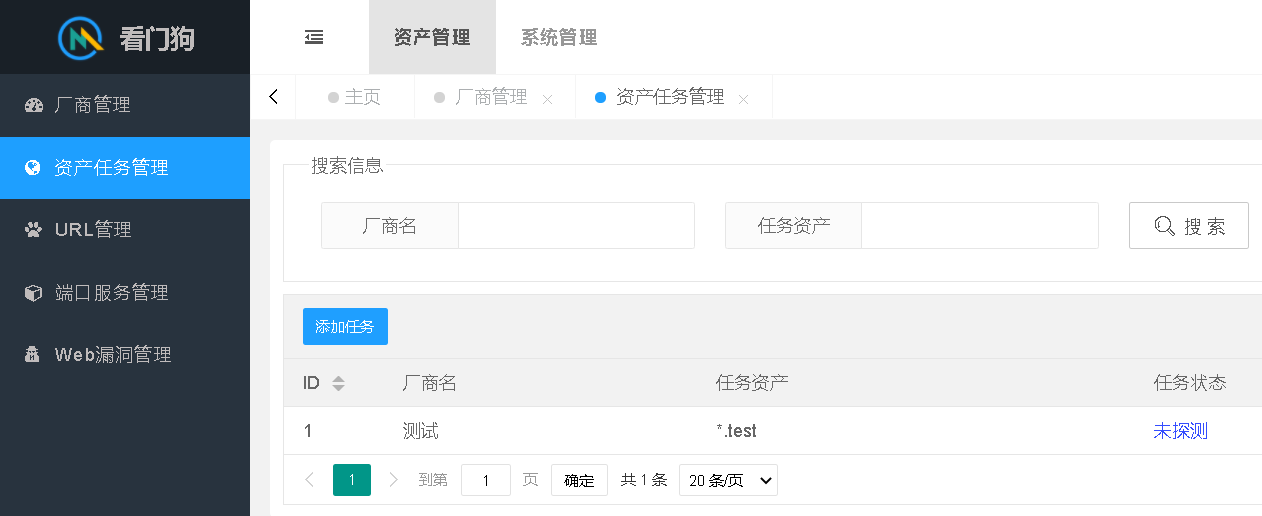 看门狗
资产管理 系统管理
主页 厂商管理 资产任务管理
厂商管理
资产任务管理
URL管理
端口服务管理
Web漏洞管理
搜索信息
厂商名 任务资产 搜 索
添加任务
ID 厂商名 任务资产 任务状态
1 测试 *.test 未探测
1 到第 1 页 确定 共 1 条 20 条/页